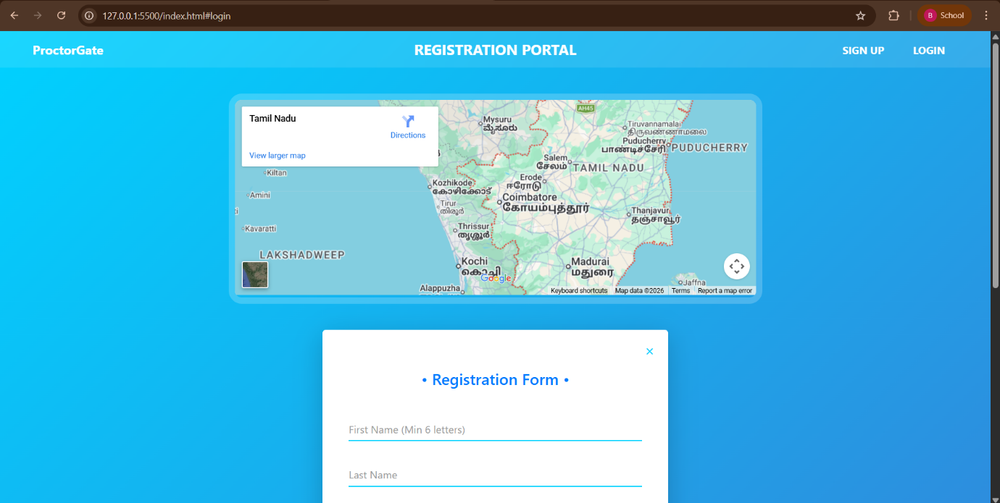 127.0.0.1:5500/index.html#login
B School
ProctorGate
REGISTRATION PORTAL
SIGN UP
LOGIN
Tamil Nadu
Directions
View larger map
AH45
Mysuru
ಮೈಸೂರು
Tiruvannamalai
திருவண்ணாமலை
Puducherry
பாண்டிச்சேரி
PUDUCHERRY
Salem
சேலம்
TAMIL NADU
Kiltan
Erode
ஈரோடு
Kozhikode
കോഴിക്കോട്
Amini
Coimbatore
கோயம்புத்தூர்
Tirur
തിരൂർ
Thanjavur
தஞ்சாவூர்
Kavaratti
Thrissur
തൃശ്ശൂർ
LAKSHADWEEP
Kochi
കൊച്ചി
Madurai
மதுரை
Google
Jaffna
Alappuzha
Keyboard shortcuts
Map data ©2026
Terms
Report a map error
×
• Registration Form •
First Name (Min 6 letters)
Last Name